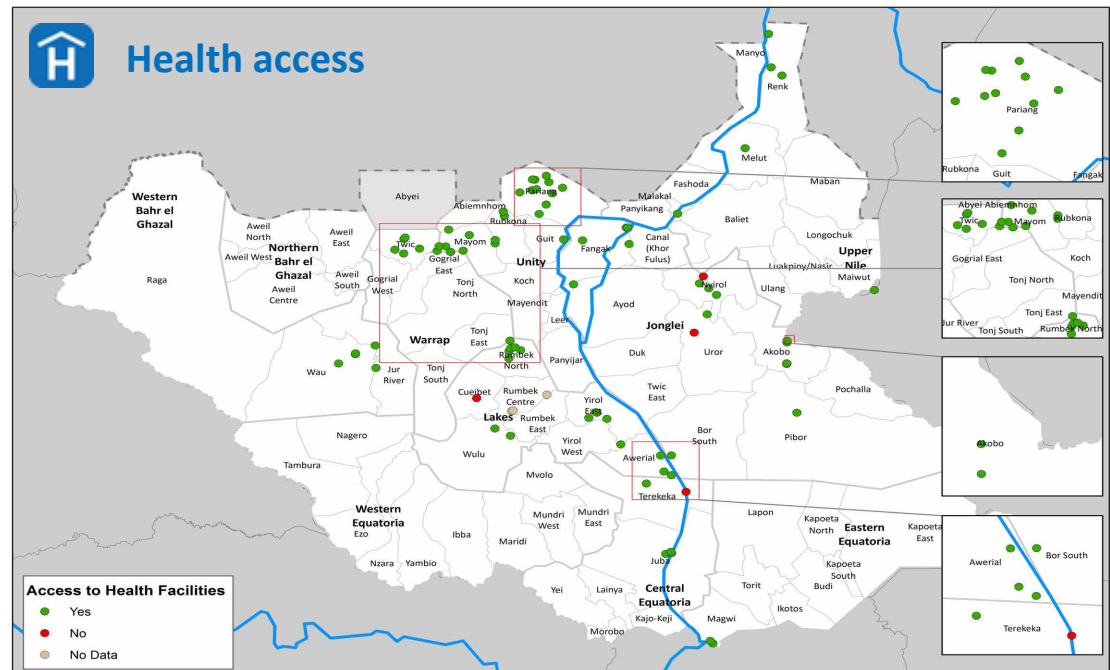 H
Health access
Manyo
Renk
Melut
Maban
Fashoda
Malakal
Panyikang
Baliet
Canal
(Khor
Fulus)
Longochuk
Upper
Nile
Luakpiny/Nasir
Maiwut
Ulang
Western
Bahr el
Ghazal
Raga
Aweil
North
Aweil
East
Aweil West
Northern
Bahr el
Ghazal
Aweil
South
Aweil
Centre
Abyei
Abiemnhom
Pariang
Rubkona
Twic
Mayom
Gogrial
East
Gogrial
West
Guit
Unity
Fangak
Koch
Tonj
North
Mayendit
Leer
Ayod
Nyirol
Jonglei
Warrap
Tonj
East
Rumbek
North
Panyijar
Duk
Uror
Akobo
Wau
Jur
River
Tonj
South
Cueibet
Rumbek
Centre
Lakes
Rumbek
East
Yirol
East
Yirol
West
Twic
East
Pochalla
Bor
South
Pibor
Nagero
Wulu
Awerial
Tambura
Mvolo
Terekeka
Western
Equatoria
Ezo
Mundri
West
Mundri
East
Lapon
Kapoeta
North
Eastern
Equatoria
Kapoeta
East
Ibba
Maridi
Nzara
Yambio
Juba
Kapoeta
South
Budi
Torit
Ikotos
Yei
Lainya
Central
Equatoria
Kajo-Keji
Morobo
Magwi
Pariang
Rubkona
Guit
Fangak
Abyei
Abiemnhom
Twic
Mayom
Rubkona
Gogrial East
Koch
Tonj North
Mayendit
Tonj East
Jur River
Tonj South
Rumbek North
Akobo
Awerial
Bor South
Terekeka
Access to Health Facilities
Yes
No
No Data